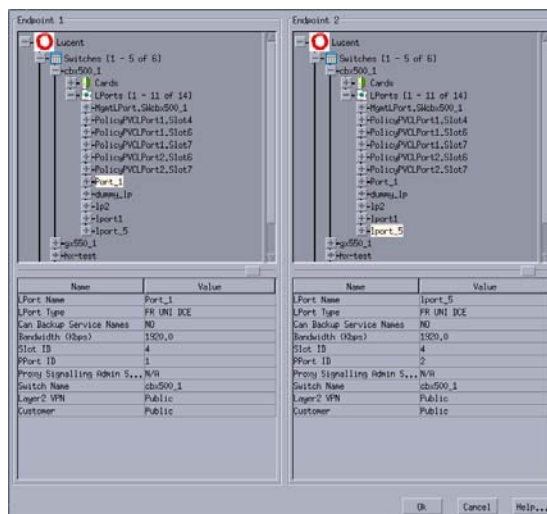 Endpoint 1
Lucent
Switches [1 - 5 of 6]
cbx500_1
Cards
LPorts [1 - 11 of 14]
MgmtLPort.SWcbx500_1
PolicyPVCLPort1.Slot4
PolicyPVCLPort1.Slot6
PolicyPVCLPort1.Slot7
PolicyPVCLPort2.Slot6
PolicyPVCLPort2.Slot7
Port_1
dummy_lp
lp2
lport1
lport_5
gx550_1
hx-test
Name Value
LPort Name Port_1
LPort Type FR UNI DCE
Can Backup Service Names NO
Bandwidth (Kbps) 1920.0
Slot ID 4
PPort ID 1
Proxy Signalling Admin S... N/A
Switch Name cbx500_1
Layer2 VPN Public
Customer Public
Endpoint 2
Lucent
Switches [1 - 5 of 6]
cbx500_1
Cards
LPorts [1 - 11 of 14]
MgmtLPort.SWcbx500_1
PolicyPVCLPort1.Slot4
PolicyPVCLPort1.Slot6
PolicyPVCLPort1.Slot7
PolicyPVCLPort2.Slot6
PolicyPVCLPort2.Slot7
Port_1
dummy_lp
lp2
lport1
lport_5
gx550_1
hx-test
Name Value
LPort Name lport_5
LPort Type FR UNI DCE
Can Backup Service Names NO
Bandwidth (Kbps) 1920.0
Slot ID 4
PPort ID 2
Proxy Signalling Admin S... N/A
Switch Name cbx500_1
Layer2 VPN Public
Customer Public
Ok Cancel Help...